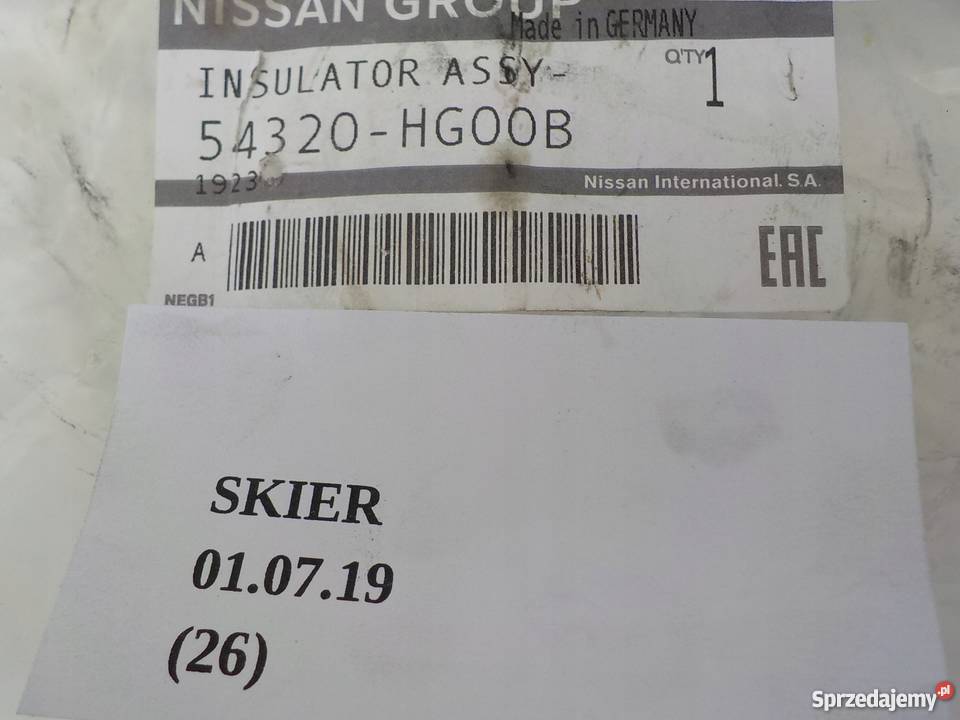 NISSAN GROUP
Made in GERMANY
INSULATOR ASSY-
Q'TY 1
54320-HG00B
1923
Nissan International. S.A.
A
EAC
NEGB1
SKIER
01.07.19
(26)
Sprzedajemy.pl